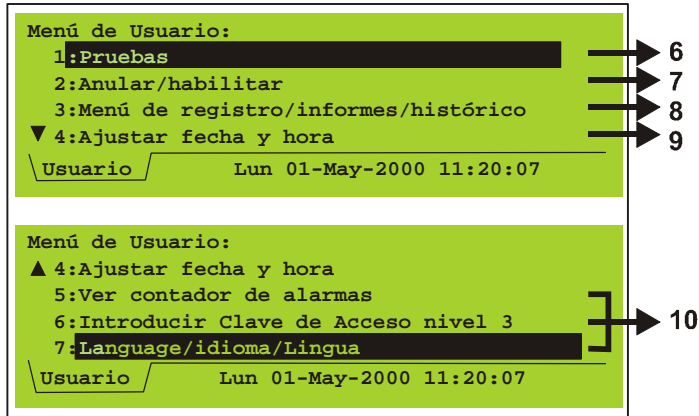 Menú de Usuario:
1:Pruebas 6
2:Anular/habilitar 7
3:Menú de registro/informes/histórico 8
▼ 4:Ajustar fecha y hora 9
Usuario Lun 01-May-2000 11:20:07
Menú de Usuario:
▲ 4:Ajustar fecha y hora
5:Ver contador de alarmas
6:Introducir Clave de Acceso nivel 3 10
7:Language/idioma/Lingua
Usuario Lun 01-May-2000 11:20:07